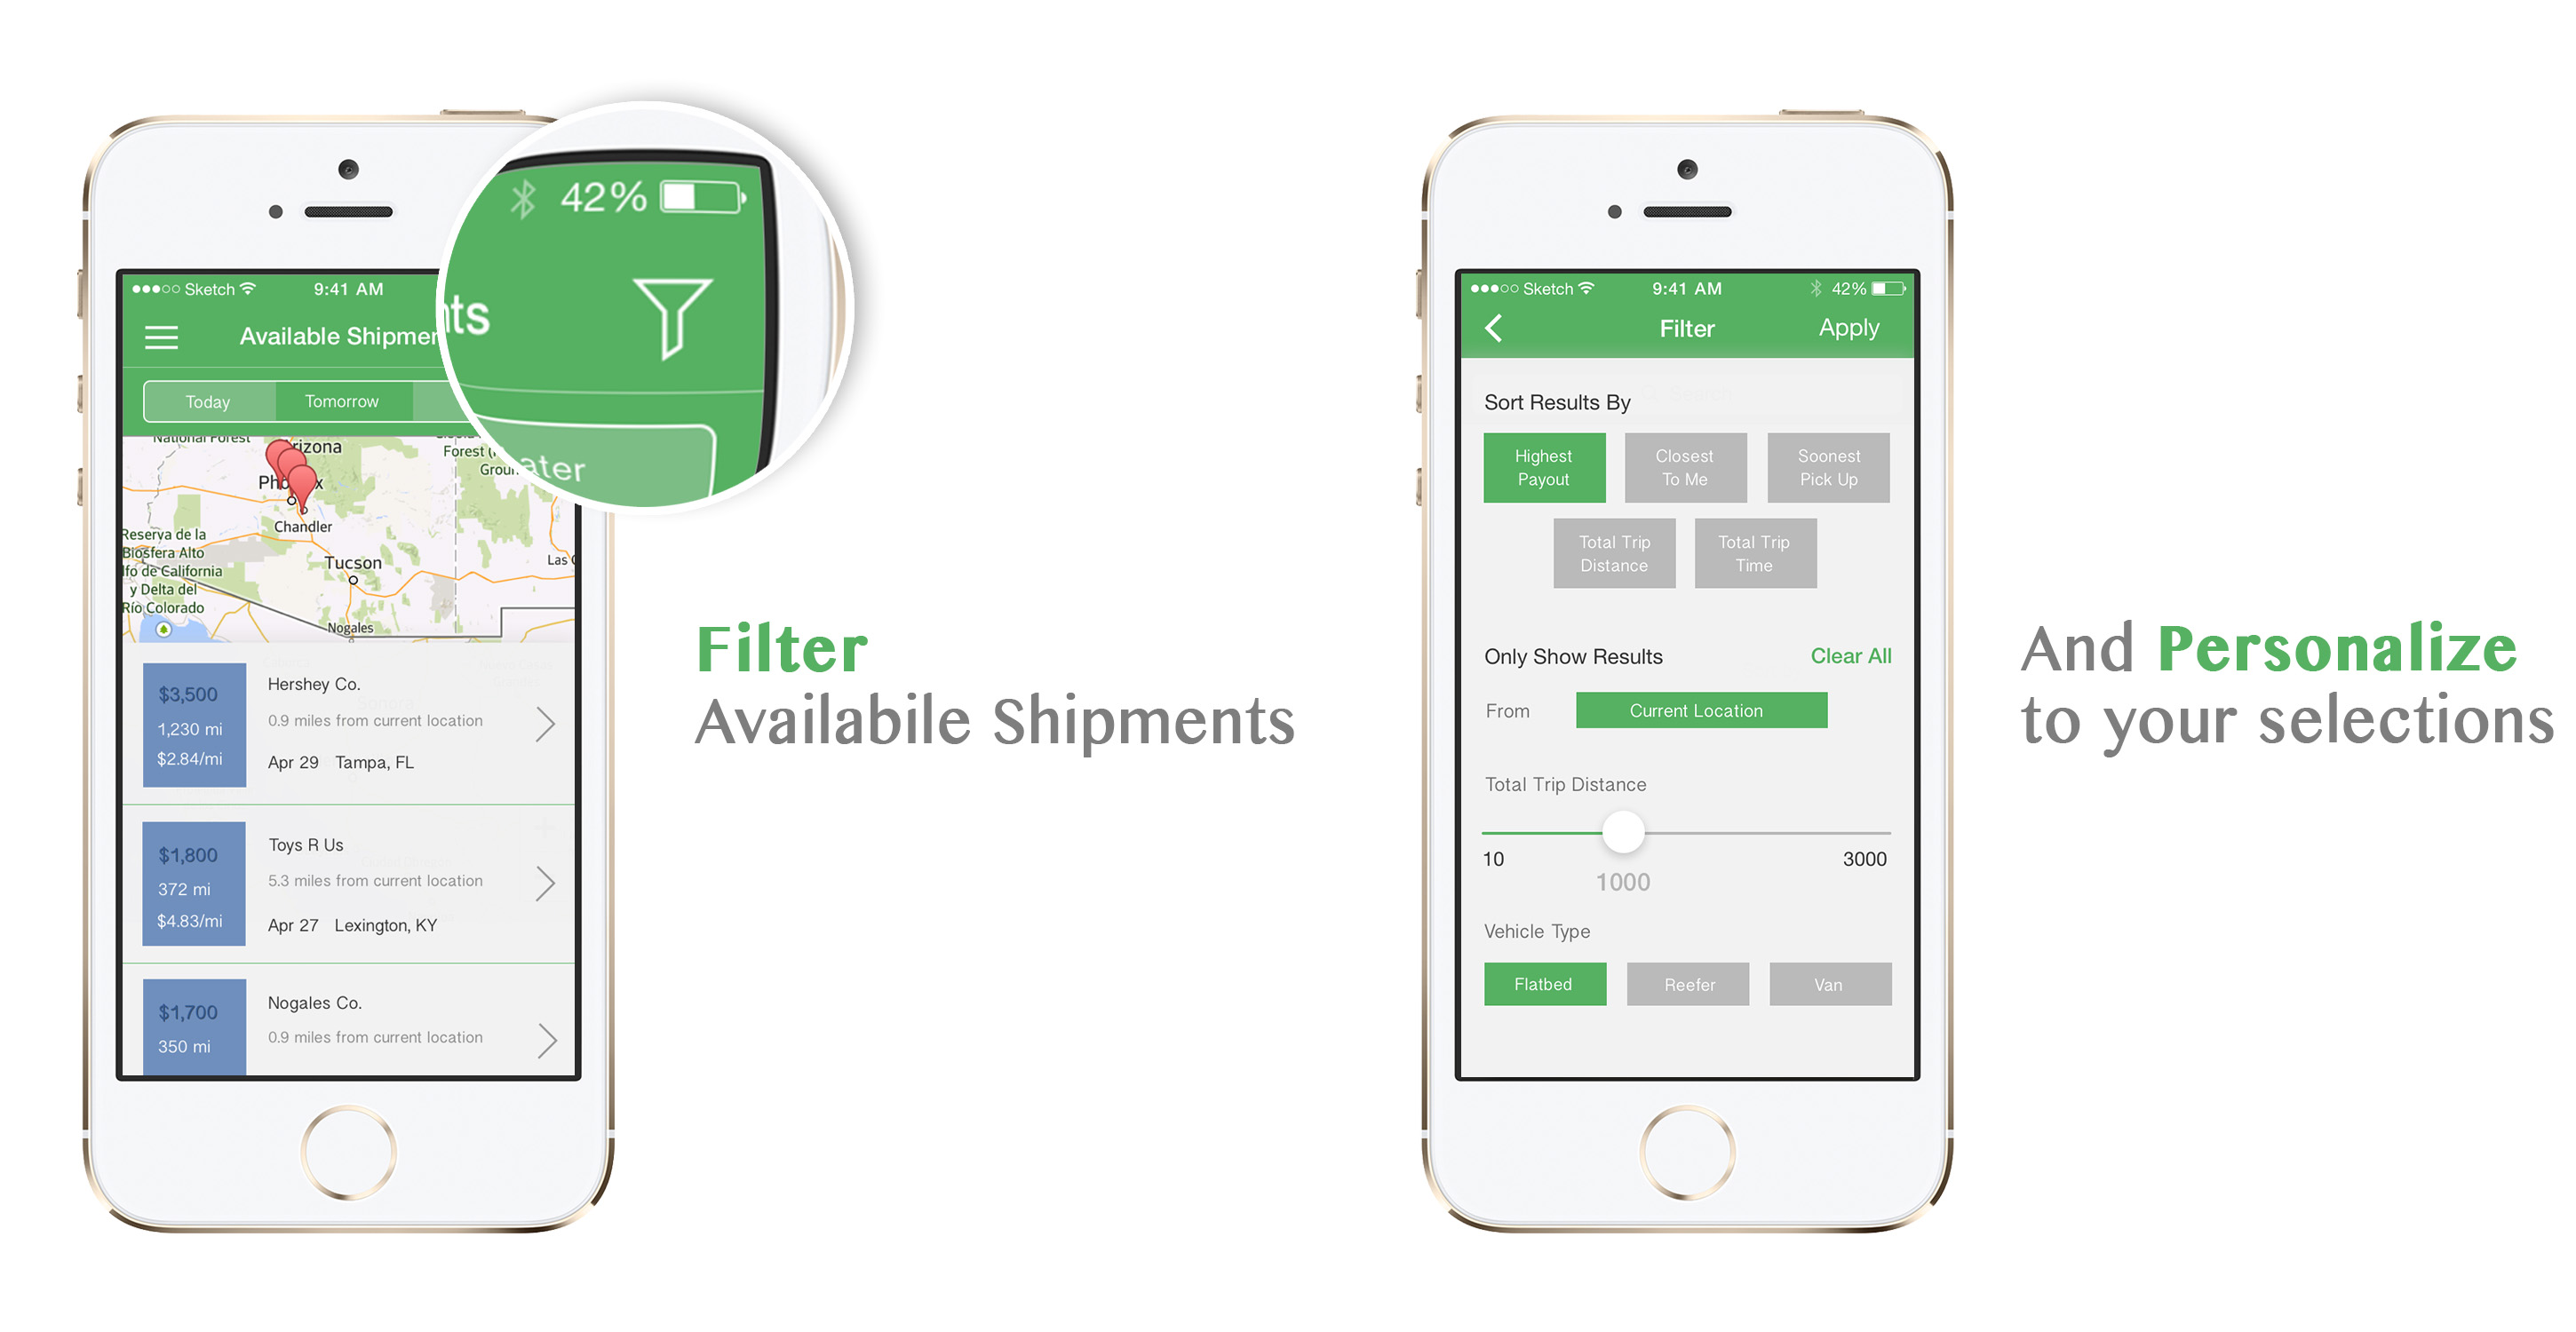 Sketch
9:41 AM
42%
Available Shipmen
nts
Today
Tomorrow
ater
National Forest
Arizona
Forest (
Groun
Chandler
Reserva de la
Biosfera Alto
lfo de California
y Delta del
Río Colorado
Tucson
Las
Nogales
$3,500
1,230 mi
$2.84/mi
Hershey Co.
0.9 miles from current location
Apr 29 Tampa, FL
$1,800
372 mi
$4.83/mi
Toys R Us
5.3 miles from current location
Apr 27 Lexington, KY
$1,700
350 mi
Nogales Co.
0.9 miles from current location
Filter
Availabile Shipments
Sketch
9:41 AM
42%
Filter
Apply
Sort Results By
Highest
Payout
Closest
To Me
Soonest
Pick Up
Total Trip
Distance
Total Trip
Time
Only Show Results
Clear All
From
Current Location
Total Trip Distance
10
3000
1000
Vehicle Type
Flatbed
Reefer
Van
And Personalize
to your selections